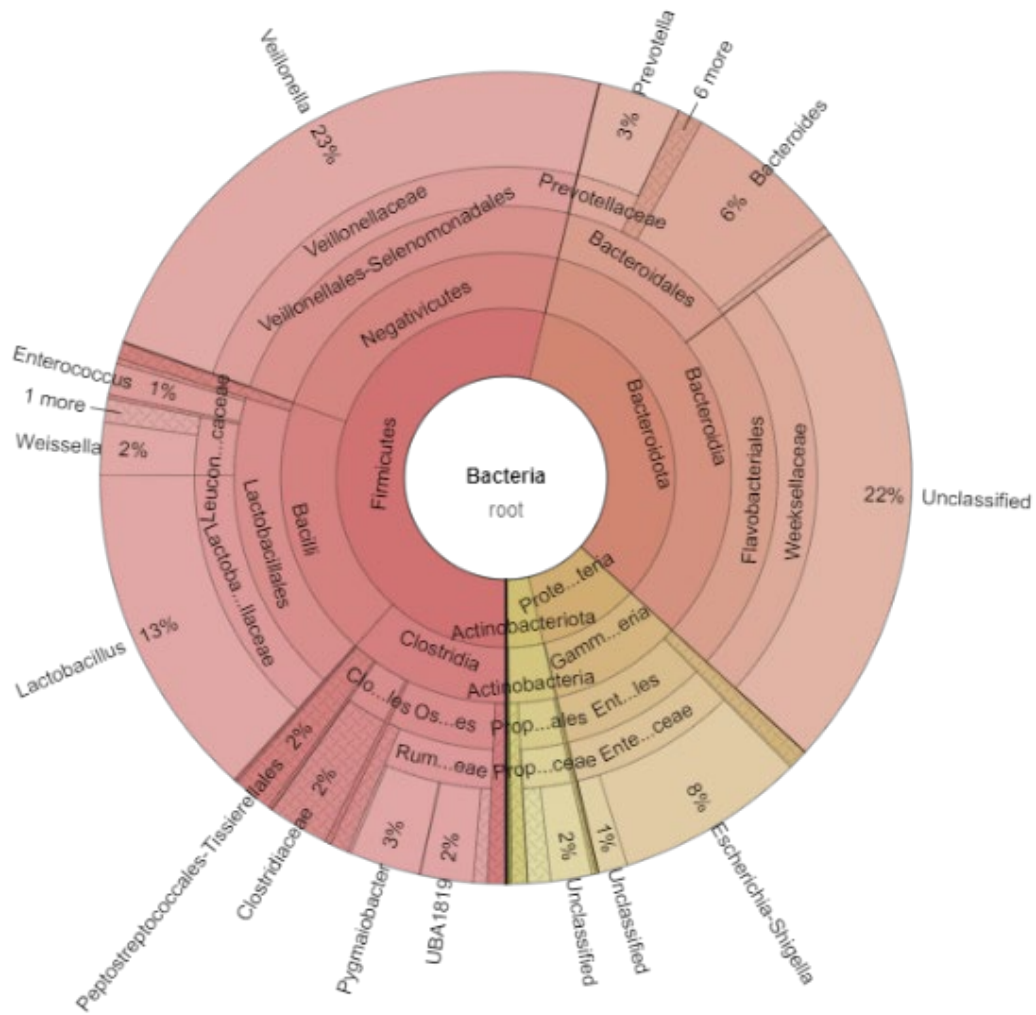 Bacteria
root
Firmicutes
Negativicutes
Veillonellales-Selenomonadales
Veillonellaceae
Veillonella
23%
Bacteroidota
Bacteroidia
Bacteroidales
Prevotellaceae
3%
Prevotella
6 more
6%
Bacteroides
Flavobacteriales
Weeksellaceae
22%
Unclassified
Prote...teria
Gamm...eria
Ent...les
Ente...ceae
8%
Escherichia-Shigella
1%
Unclassified
Actinobacteriota
Actinobacteria
Prop...ales
Prop...ceae
2%
Unclassified
Clostridia
Os...es
Rum...eae
2%
UBA1819
3%
Pygmaiobacter
Clo...les
2%
Clostridiaceae
2%
Peptostreptococcales-Tissierellales
Bacilli
Lactobacillales
Lactoba...llaceae
13%
Lactobacillus
Leucon...caceae
2%
Weissella
1 more
1%
Enterococcus